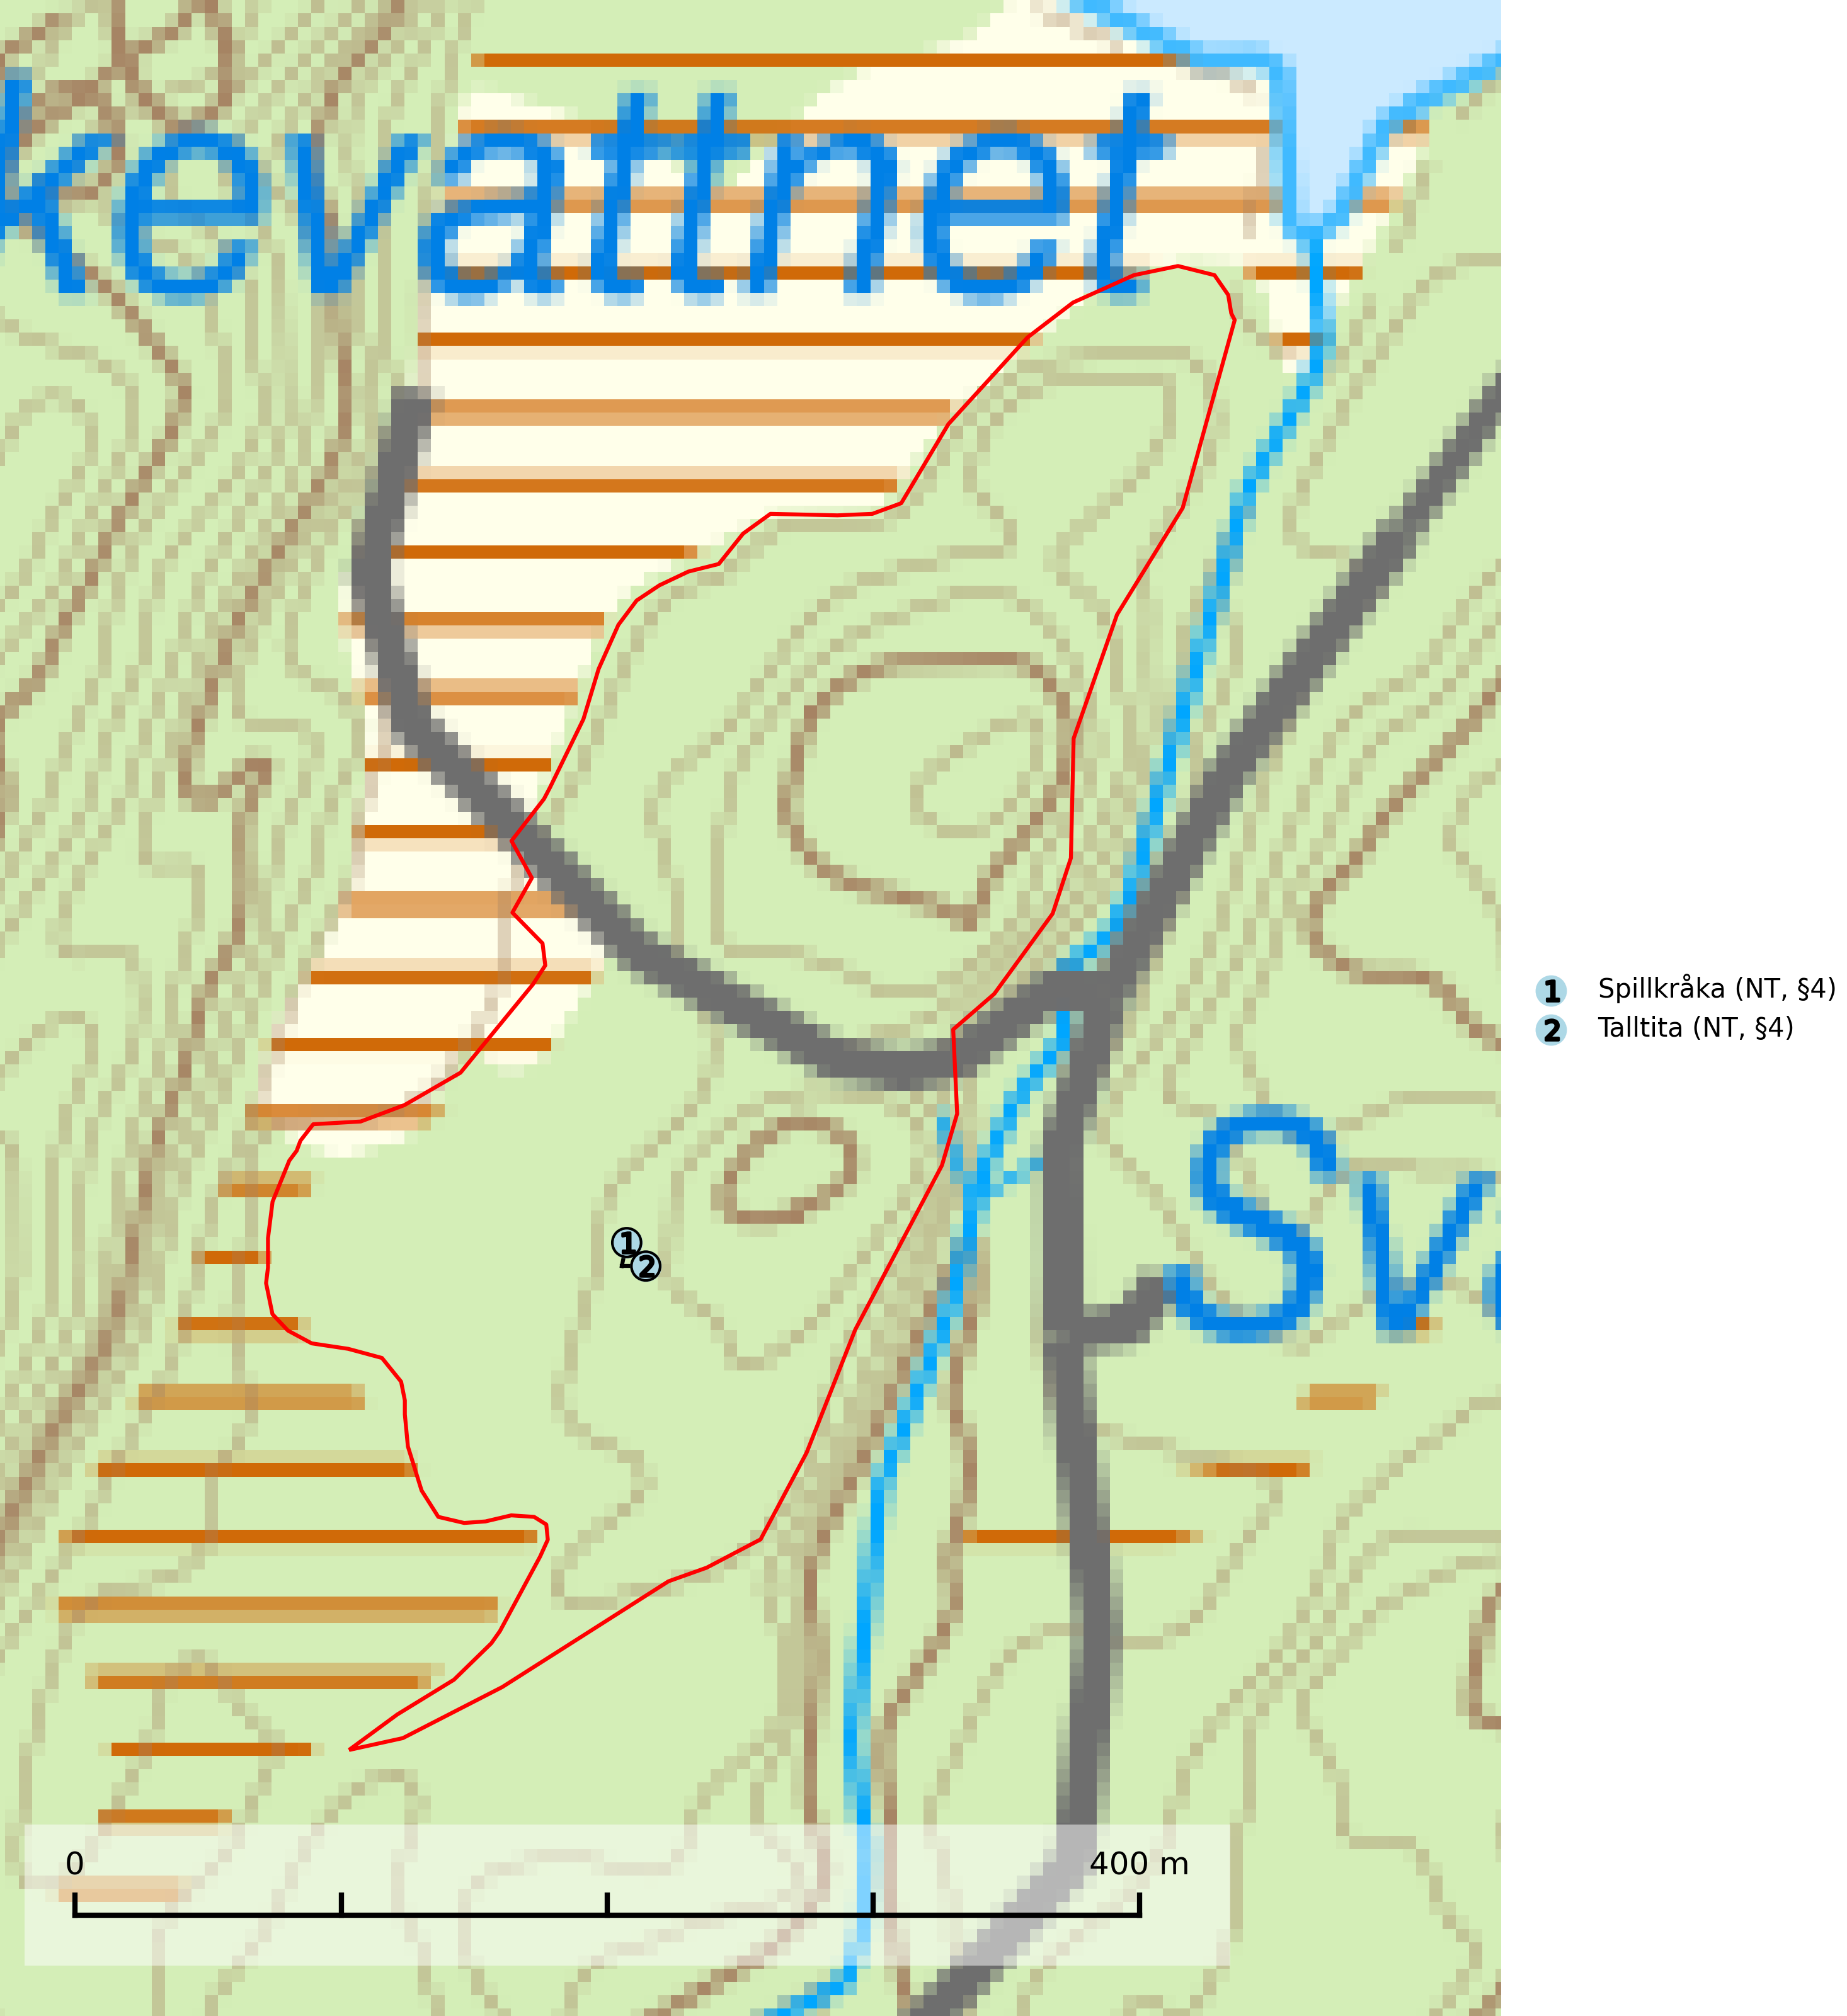 kevattnet
1 Spillkråka (NT, §4)
2 Talltita (NT, §4)
Sv
1
2
0 400 m